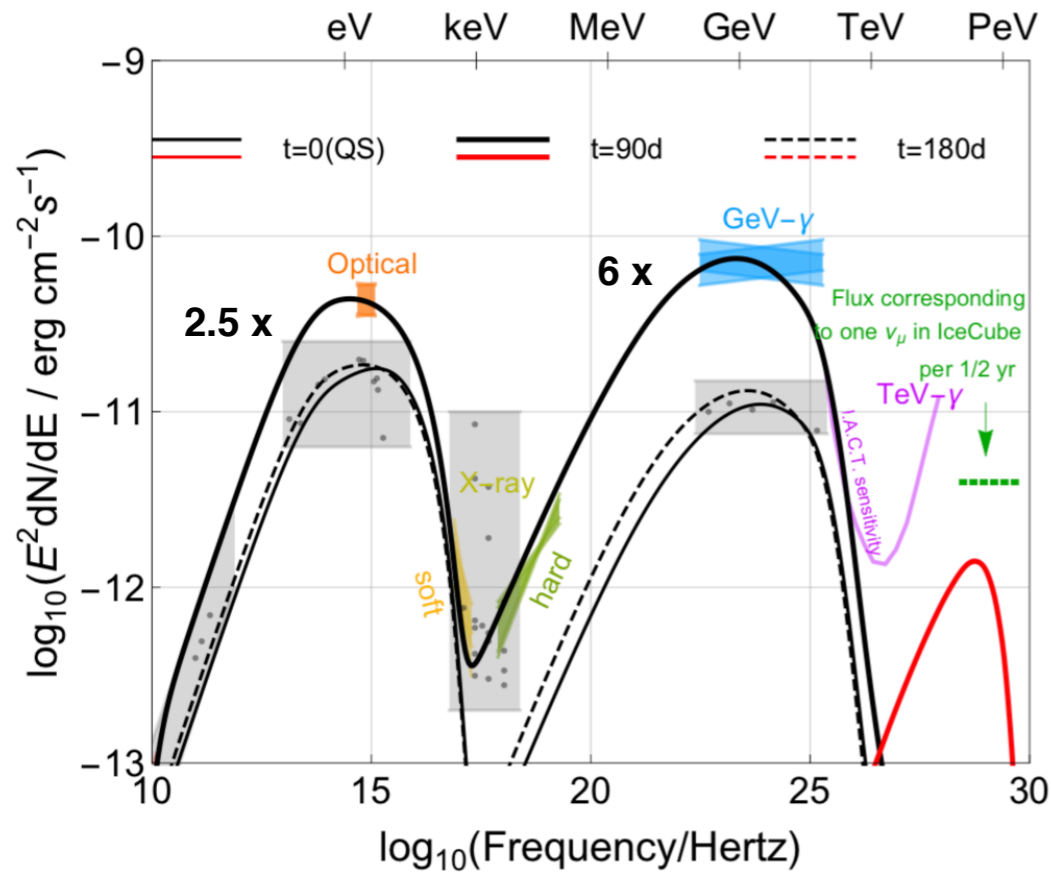 eV keV MeV GeV TeV PeV
−9
t=0(QS) t=90d t=180d
−10
GeV−γ
Optical
6 x
2.5 x
Flux corresponding
to one νμ in IceCube
per 1/2 yr
−11
TeV−γ
I.A.C.T. sensitivity
X−ray
soft
hard
−12
−13
10 15 20 25 30
log10(Frequency/Hertz)
log10(E²dN/dE / erg cm−2s−1)